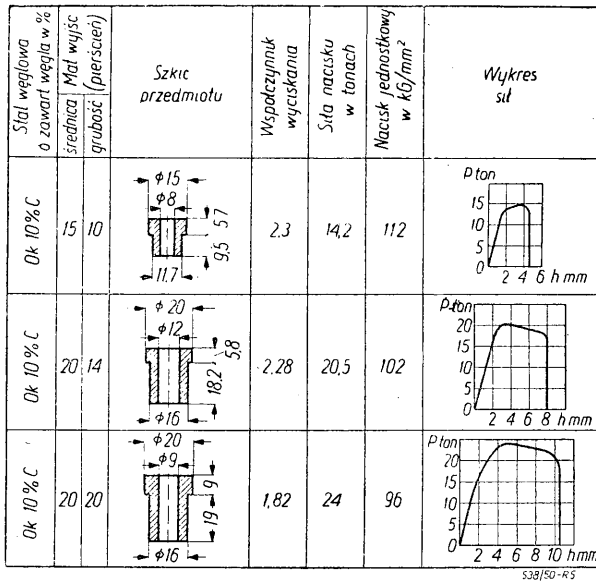 Stal węglowa
o zawart węgla w %
Mat wyjśc
(pierścień)
średnica
grubość
Szkic
przedmiotu
Współczynnik
wyciskania
Siła nacisku
w tonach
Nacisk jednostkowy
w kG/mm²
Wykres
sił
Ok 10% C
15
10
φ15
φ8
5,7
9,5
11,7
2,3
14,2
112
P ton
15
10
5
0
2 4 6 h mm
Ok 10% C
20
14
φ20
φ12
5,8
18,2
φ16
2,28
20,5
102
P ton
20
15
10
5
0
2 4 6 8 h mm
Ok 10% C
20
20
φ20
φ9
9
19
φ16
1,82
24
96
P ton
20
15
10
5
0
2 4 6 8 10 h mm
538/50-R5